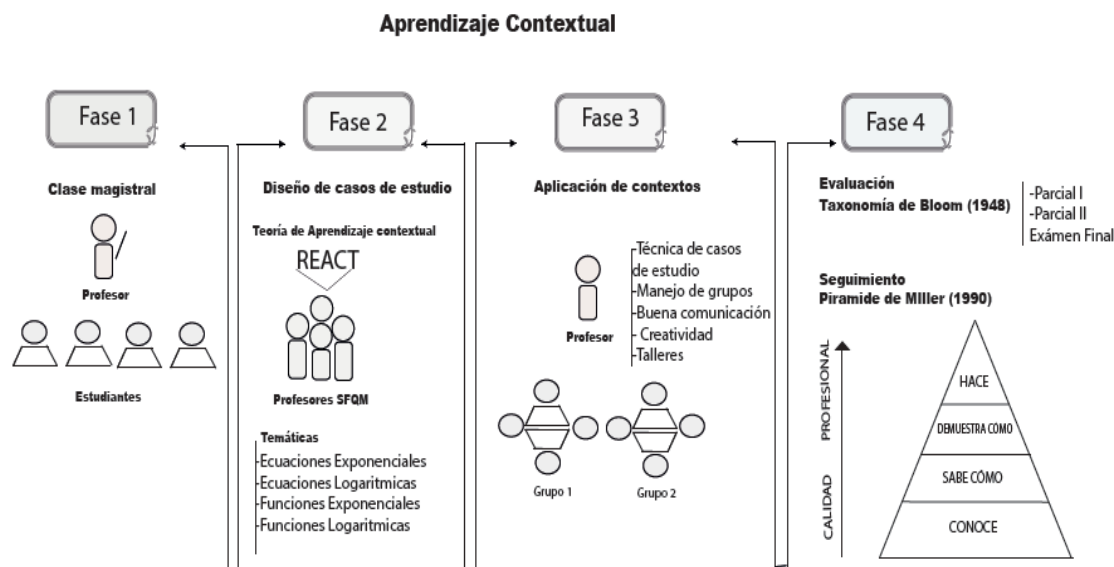 Aprendizaje Contextual
Fase 1
Clase magistral
Profesor
Estudiantes
Fase 2
Diseño de casos de estudio
Teoría de Aprendizaje contextual
REACT
Profesores SFQM
Temáticas
-Ecuaciones Exponenciales
-Ecuaciones Logaritmicas
-Funciones Exponenciales
-Funciones Logaritmicas
Fase 3
Aplicación de contextos
Profesor
-Técnica de casos
de estudio
-Manejo de grupos
-Buena comunicación
- Creatividad
-Talleres
Grupo 1
Grupo 2
Fase 4
Evaluación
Taxonomía de Bloom (1948)
-Parcial I
-Parcial II
Exámen Final
Seguimiento
Piramide de Miller (1990)
CALIDAD PROFESIONAL
HACE
DEMUESTRA CÓMO
SABE CÓMO
CONOCE